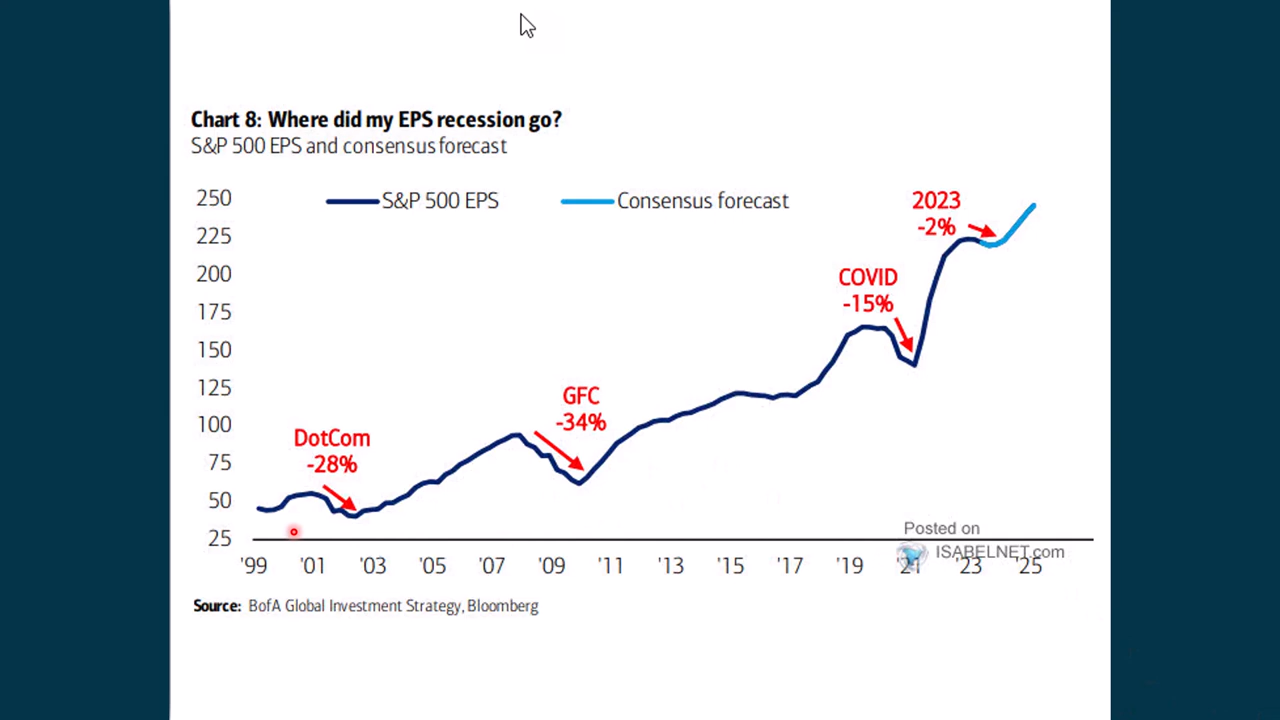 Chart 8: Where did my EPS recession go?
S&P 500 EPS and consensus forecast
S&P 500 EPS
Consensus forecast
250
225
200
175
150
125
100
75
50
25
2023
-2%
COVID
-15%
GFC
-34%
DotCom
-28%
Posted on
ISABELNET.com
'99 '01 '03 '05 '07 '09 '11 '13 '15 '17 '19 '21 '23 '25
Source: BofA Global Investment Strategy, Bloomberg